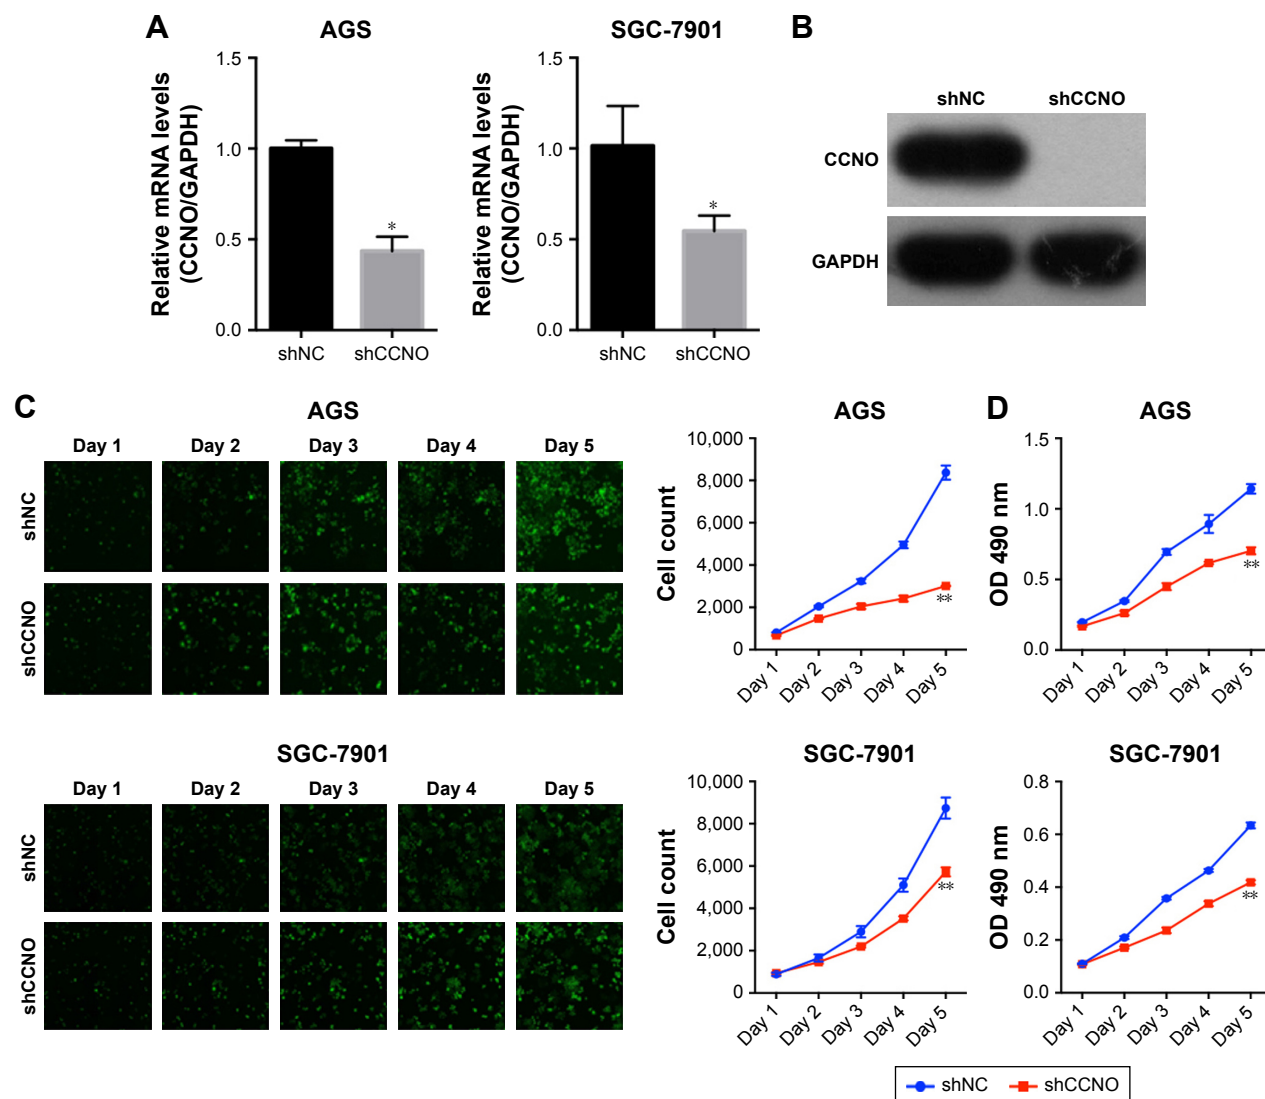 A
AGS
Relative mRNA levels
(CCNO/GAPDH)
1.5
1.0
0.5
0.0
*
shNC
shCCNO
SGC-7901
Relative mRNA levels
(CCNO/GAPDH)
1.5
1.0
0.5
0.0
*
shNC
shCCNO
B
shNC shCCNO
CCNO
GAPDH
C
AGS
Day 1 Day 2 Day 3 Day 4 Day 5
shNC
shCCNO
AGS
Cell count
10,000
8,000
6,000
4,000
2,000
0
**
Day 1 Day 2 Day 3 Day 4 Day 5
D
AGS
OD 490 nm
1.5
1.0
0.5
0.0
**
Day 1 Day 2 Day 3 Day 4 Day 5
SGC-7901
Day 1 Day 2 Day 3 Day 4 Day 5
shNC
shCCNO
SGC-7901
Cell count
10,000
8,000
6,000
4,000
2,000
0
**
Day 1 Day 2 Day 3 Day 4 Day 5
SGC-7901
OD 490 nm
0.8
0.6
0.4
0.2
0.0
**
Day 1 Day 2 Day 3 Day 4 Day 5
shNC shCCNO